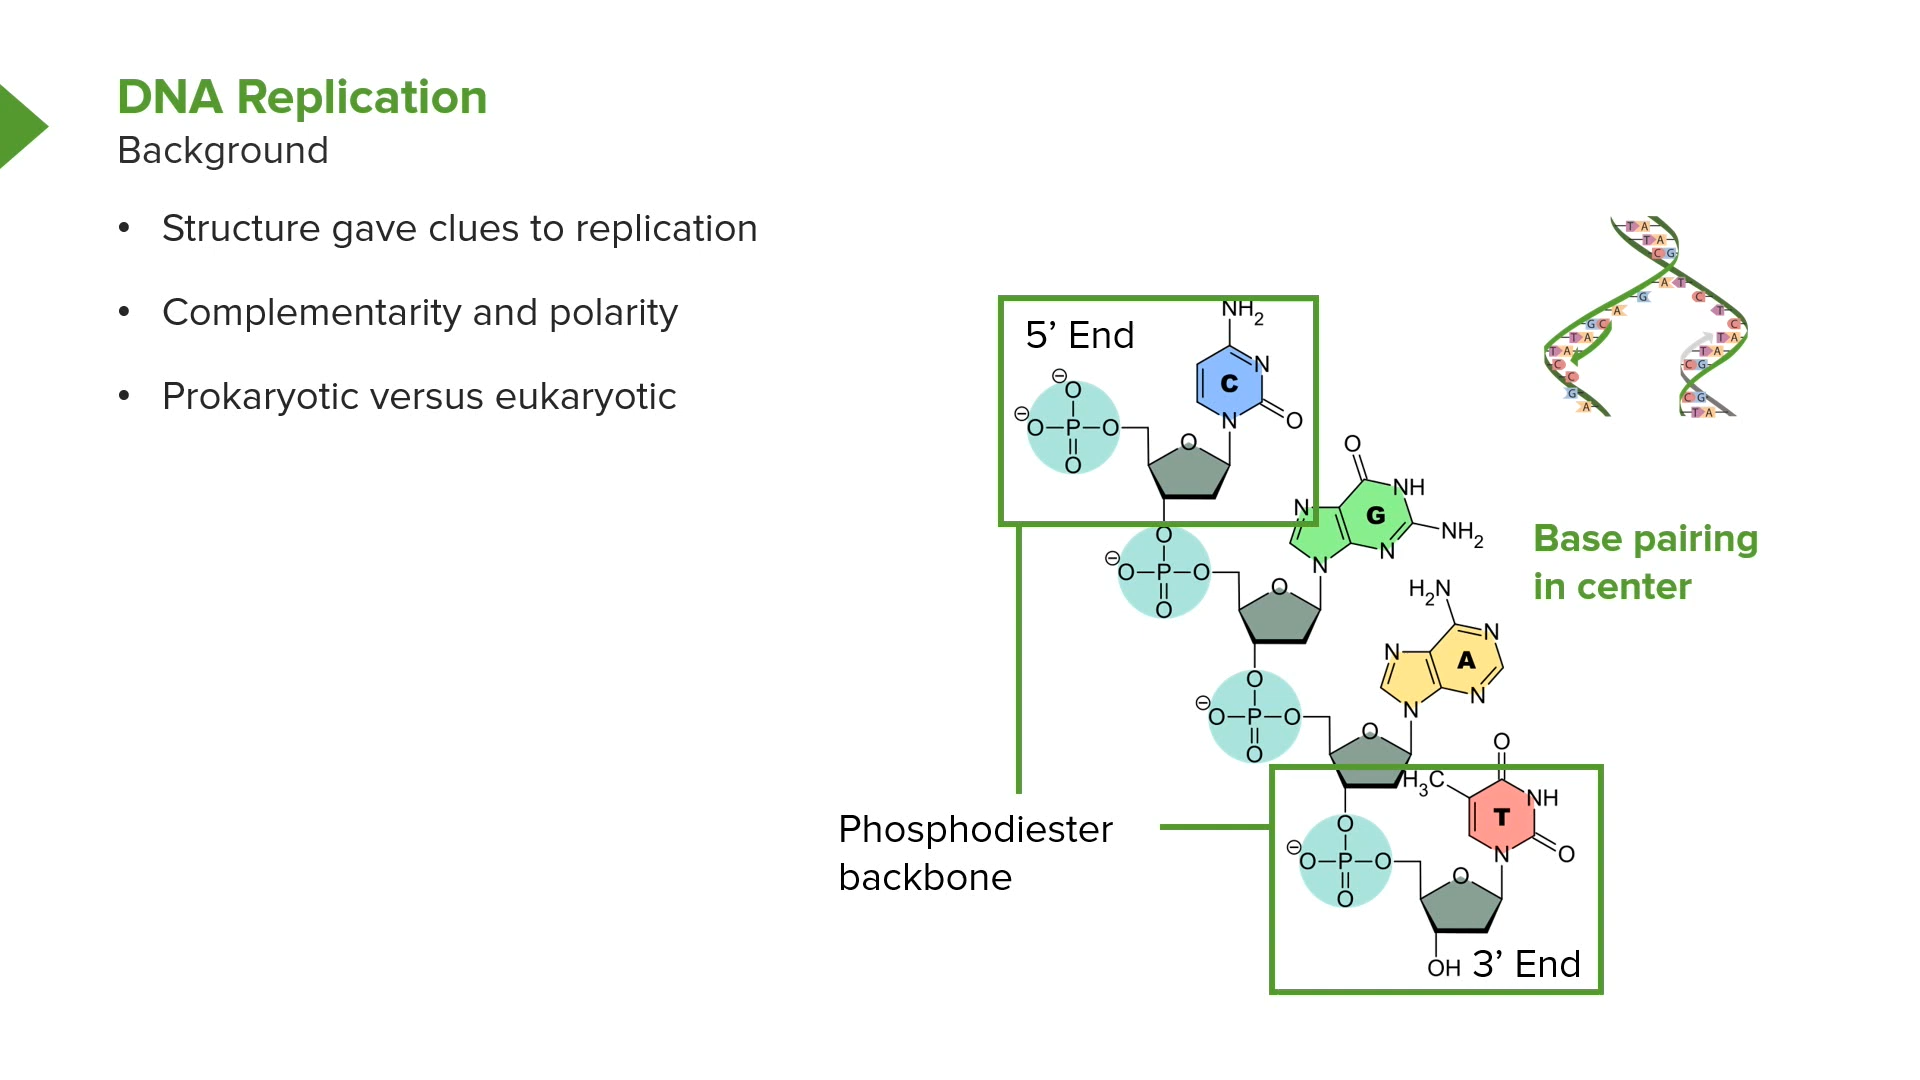 DNA Replication
Background
• Structure gave clues to replication
• Complementarity and polarity
• Prokaryotic versus eukaryotic
T A
T A
C G
A T
G C
A T
G C C
T A T A
T A T A
C C G
C
G C G
A T A
5’ End
NH₂
C
N
N
O
O
⊖
O
⊖
O–P–O
O
O
O
NH
N
G
NH₂
N
N
O
⊖
O–P–O
O
O
Base pairing
in center
H₂N
N
N
A
N
N
O
⊖
O–P–O
O
O
O
H₃C
NH
T
N
O
O
⊖
O–P–O
O
O
OH
3’ End
Phosphodiester
backbone